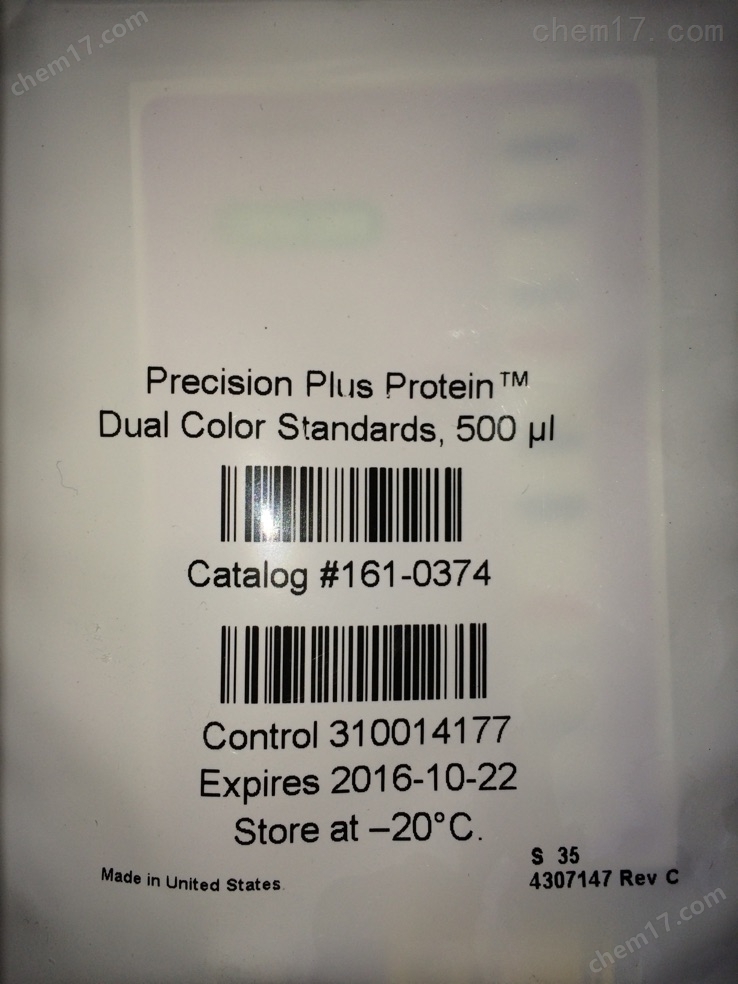 chem17.com
chem17.com
Precision Plus Protein™
Dual Color Standards, 500 µl
Catalog #161-0374
Control 310014177
Expires 2016-10-22
Store at –20°C.
S 35
Made in United States
4307147 Rev C
chem17.com